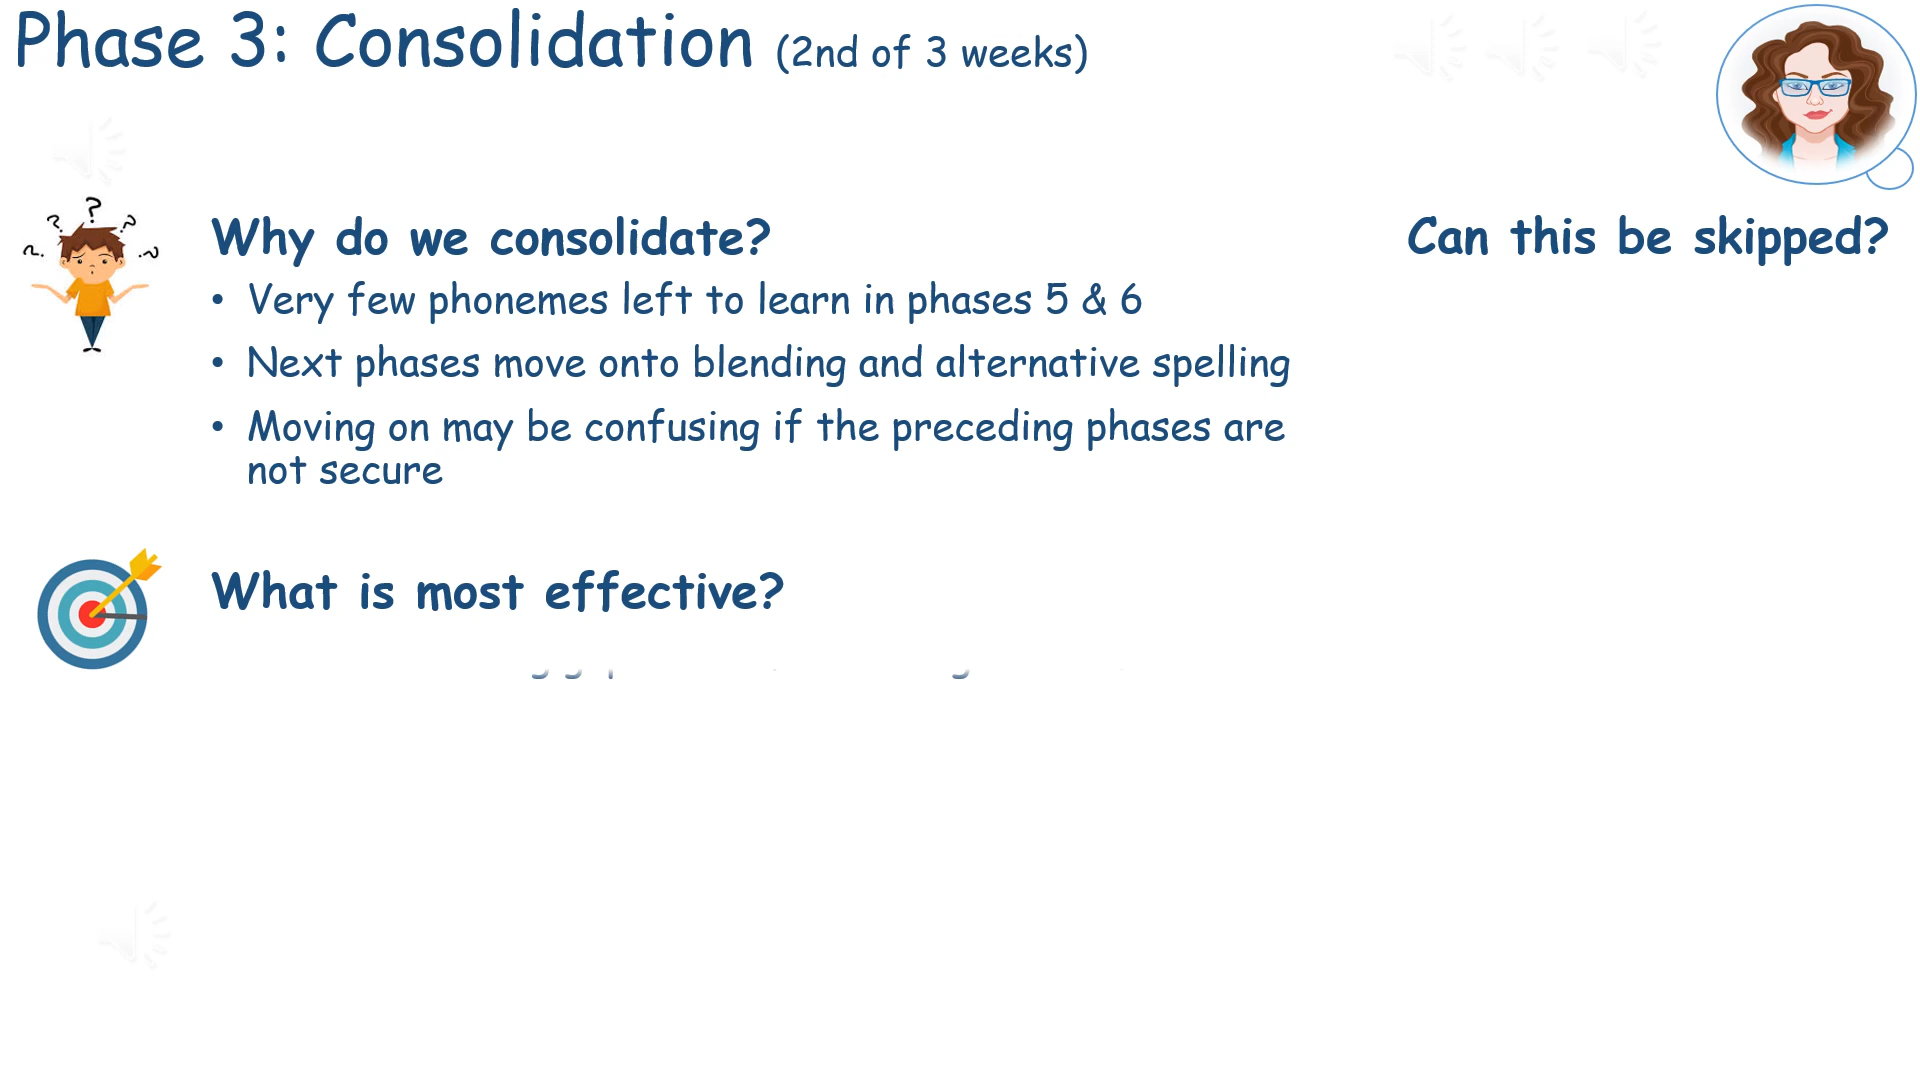 Phase 3: Consolidation (2nd of 3 weeks)
Why do we consolidate?
Can this be skipped?
• Very few phonemes left to learn in phases 5 & 6
• Next phases move onto blending and alternative spelling
• Moving on may be confusing if the preceding phases are
not secure
What is most effective?